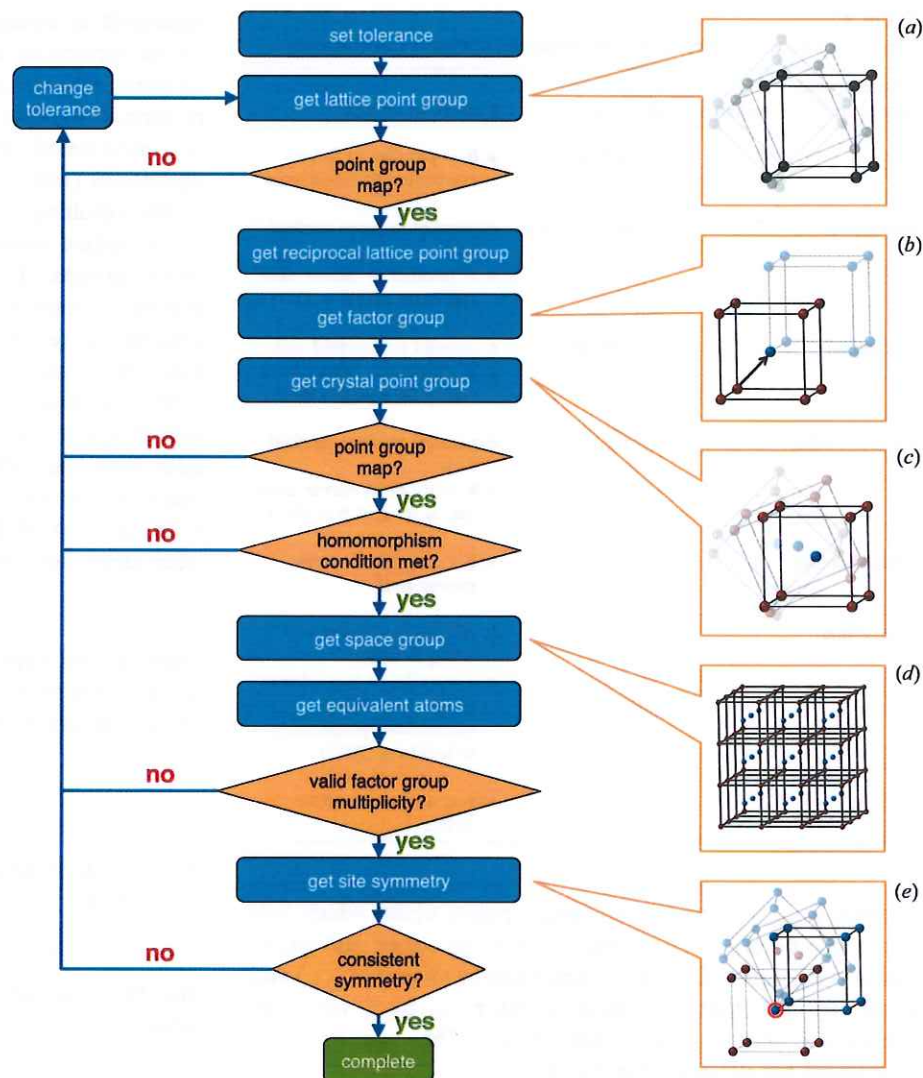 set tolerance
(a)
change
tolerance
get lattice point group
no
point group
map?
yes
get reciprocal lattice point group
(b)
get factor group
get crystal point group
no
point group
map?
(c)
yes
no
homomorphism
condition met?
yes
get space group
(d)
get equivalent atoms
no
valid factor group
multiplicity?
yes
get site symmetry
(e)
no
consistent
symmetry?
yes
complete